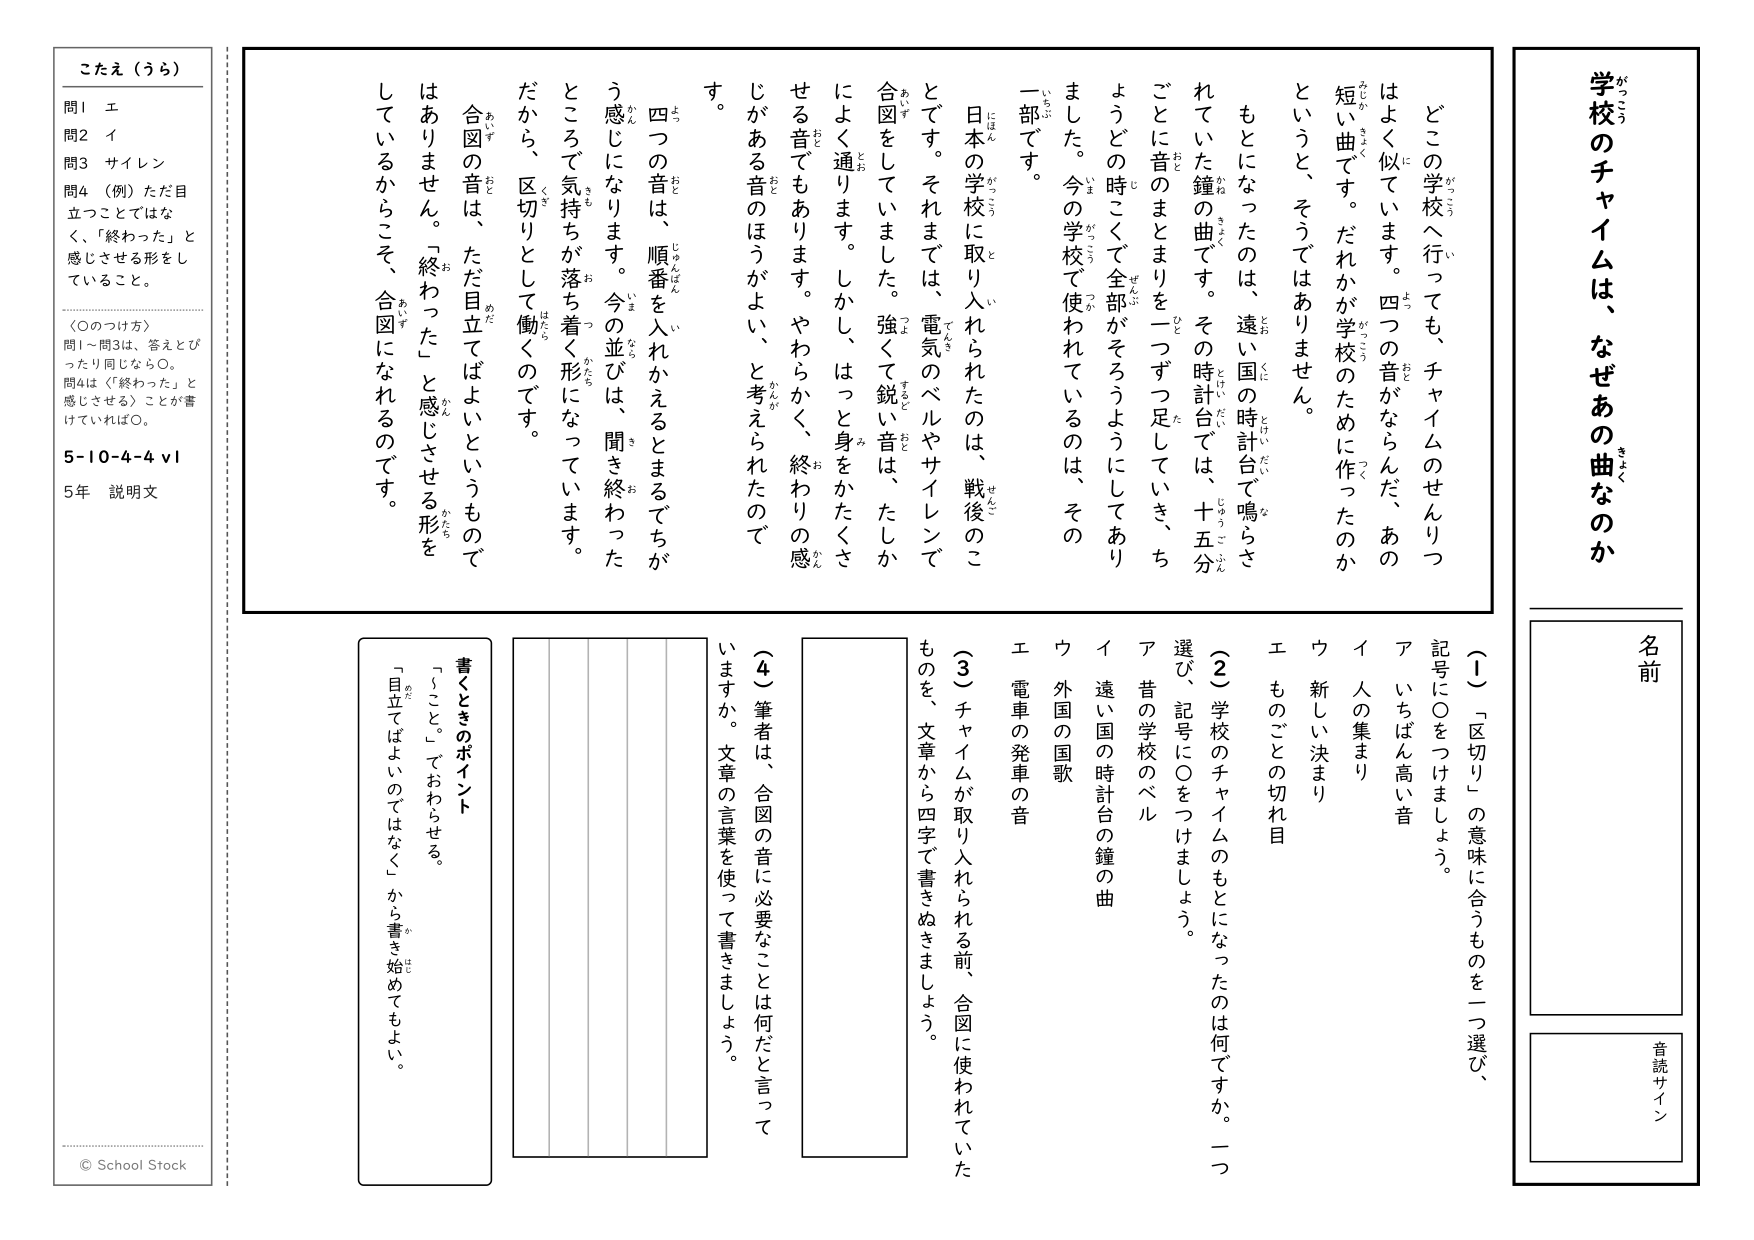 学校のチャイムは、なぜあの曲なのか
がっこう
きょく
名前
音読サイン
どこの学校へ行っても、チャイムのせんりつ
はよく似ています。四つの音がならんだ、あの
短い曲です。だれかが学校のために作ったのか
というと、そうではありません。
もとになったのは、遠い国の時計台で鳴らさ
れていた鐘の曲です。その時計台では、十五分
ごとに音のまとまりを一つずつ足していき、ち
ょうどの時こくで全部がそろうようにしてあり
ました。今の学校で使われているのは、その
一部です。
日本の学校に取り入れられたのは、戦後のこ
とです。それまでは、電気のベルやサイレンで
合図をしていました。強くて鋭い音は、たしか
によく通ります。しかし、はっと身をかたくさ
せる音でもあります。やわらかく、終わりの感
じがある音のほうがよい、と考えられたので
す。
四つの音は、順番を入れかえるとまるでちが
う感じになります。今の並びは、聞き終わった
ところで気持ちが落ち着く形になっています。
だから、区切りとして働くのです。
合図の音は、ただ目立てばよいというもので
はありません。「終わった」と感じさせる形を
しているからこそ、合図になれるのです。
(1)「区切り」の意味に合うものを一つ選び、
記号に〇をつけましょう。
ア いちばん高い音
イ 人の集まり
ウ 新しい決まり
エ ものごとの切れ目
(2)学校のチャイムのもとになったのは何ですか。一つ
選び、記号に〇をつけましょう。
ア 昔の学校のベル
イ 遠い国の時計台の鐘の曲
ウ 外国の国歌
エ 電車の発車の音
(3)チャイムが取り入れられる前、合図に使われていた
ものを、文章から四字で書きぬきましょう。
(4)筆者は、合図の音に必要なことは何だと言って
いますか。文章の言葉を使って書きましょう。
書くときのポイント
「〜こと。」でおわらせる。
「目立てばよいのではなく」から書き始めてもよい。
こたえ(うら)
問1 エ
問2 イ
問3 サイレン
問4 (例)ただ目
立つことではな
く、「終わった」と
感じさせる形をし
ていること。
〈〇のつけ方〉
問1〜問3は、答えとぴ
ったり同じなら〇。
問4は〈「終わった」と
感じさせる〉ことが書
けていれば〇。
5-10-4-4 v1
5年 説明文
© School Stock